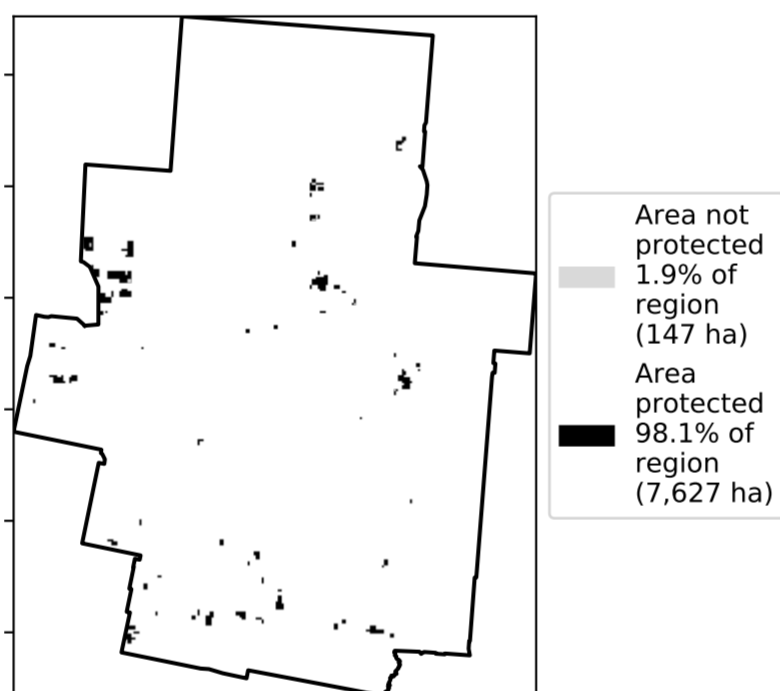 Area not
protected
1.9% of
region
(147 ha)
Area
protected
98.1% of
region
(7,627 ha)